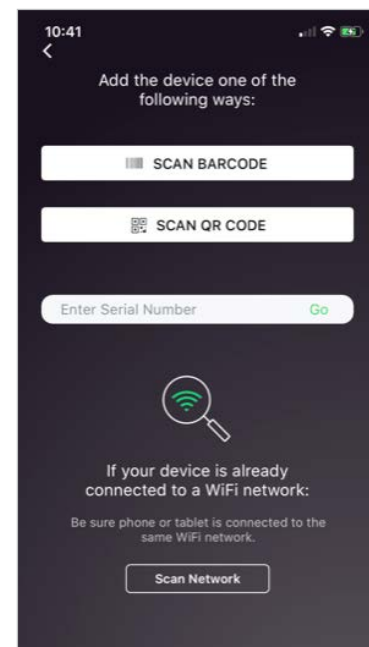 10:41
Add the device one of the
following ways:
SCAN BARCODE
SCAN QR CODE
Enter Serial Number Go
If your device is already
connected to a WiFi network:
Be sure phone or tablet is connected to the
same WiFi network.
Scan Network